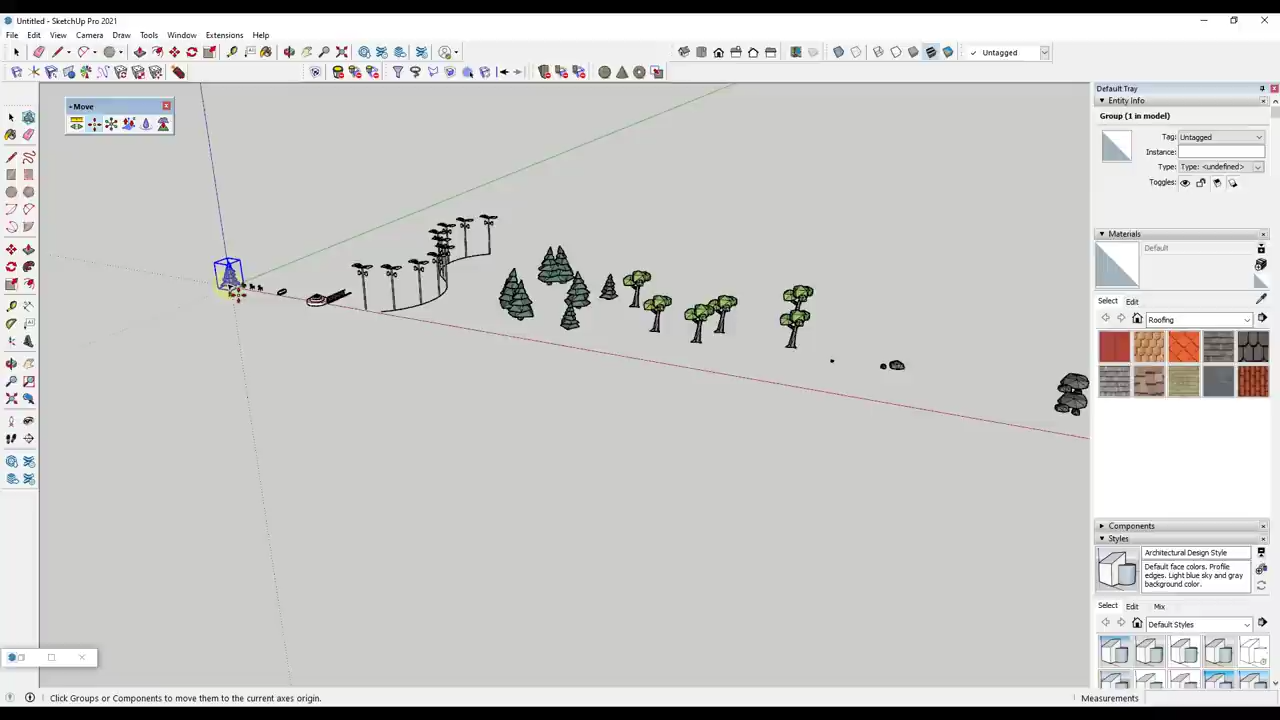 Untitled - SketchUp Pro 2021
File Edit View Camera Draw Tools Window Extensions Help
Untagged
Default Tray
Move
Entity Info
Group (1 in model)
Tag: Untagged
Instance:
Type: Type: <undefined>
Toggles:
Materials
Default
Select Edit
Roofing
Components
Styles
Architectural Design Style
Default face colors. Profile
edges. Light blue sky and gray
background color.
Select Edit Mix
Default Styles
Click Groups or Components to move them to the current axes origin.
Measurements